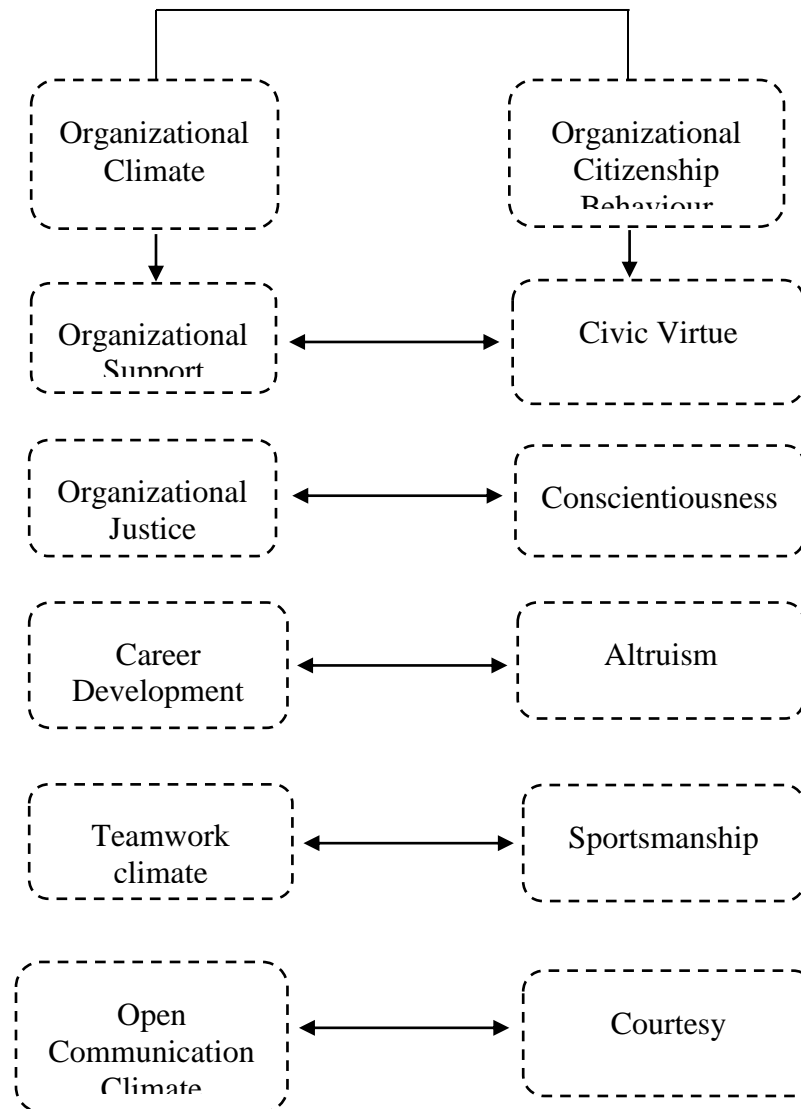 Organizational
Climate
Organizational
Citizenship
Behaviour
Organizational
Support
Civic Virtue
Organizational
Justice
Conscientiousness
Career
Development
Altruism
Teamwork
climate
Sportsmanship
Open
Communication
Climate
Courtesy